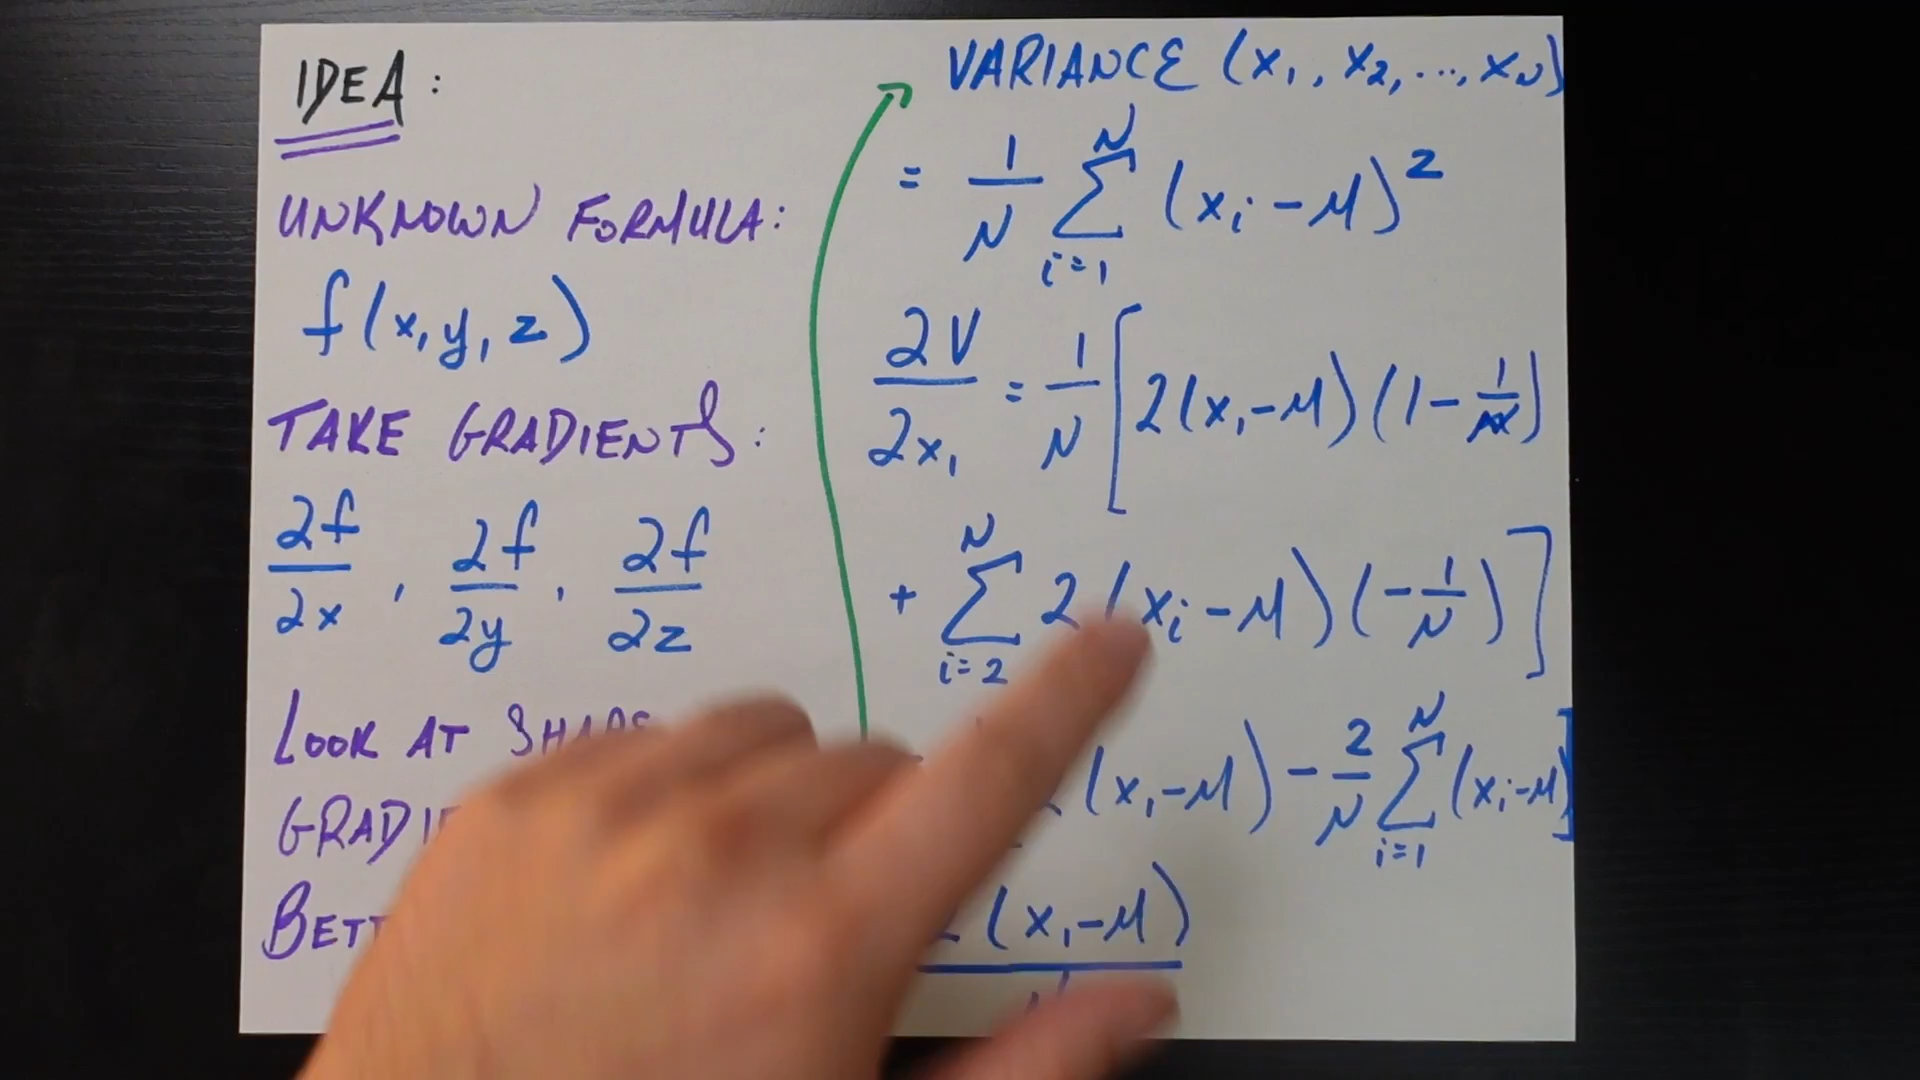 IDEA:
UNKNOWN FORMULA:
f(x, y, z)
TAKE GRADIENTS:
∂f/∂x , ∂f/∂y , ∂f/∂z
LOOK AT
VARIANCE (x₁, x₂, ..., x_N)
= 1/N Σ_{i=1}^{N} (x_i - μ)²
∂V/∂x₁ = 1/N [ 2(x₁-μ)(1- 1/N)
+ Σ_{i=2}^{N} 2(x_i - μ)(- 1/N) ]
(x₁-μ) - 2/N Σ_{i=1}^{N} (x_i-μ) ]
2(x₁-μ)